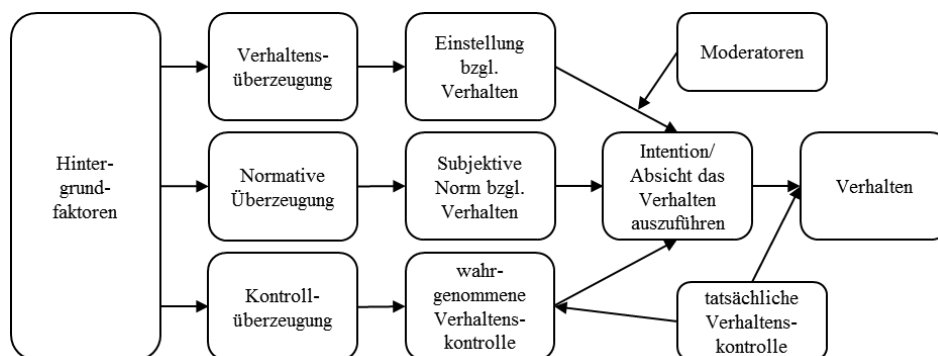 Hinter-
grund-
faktoren
Verhaltens-
überzeugung
Einstellung
bzgl.
Verhalten
Moderatoren
Normative
Überzeugung
Subjektive
Norm bzgl.
Verhalten
Intention/
Absicht das
Verhalten
auszuführen
Verhalten
Kontroll-
überzeugung
wahr-
genommene
Verhaltens-
kontrolle
tatsächliche
Verhaltens-
kontrolle